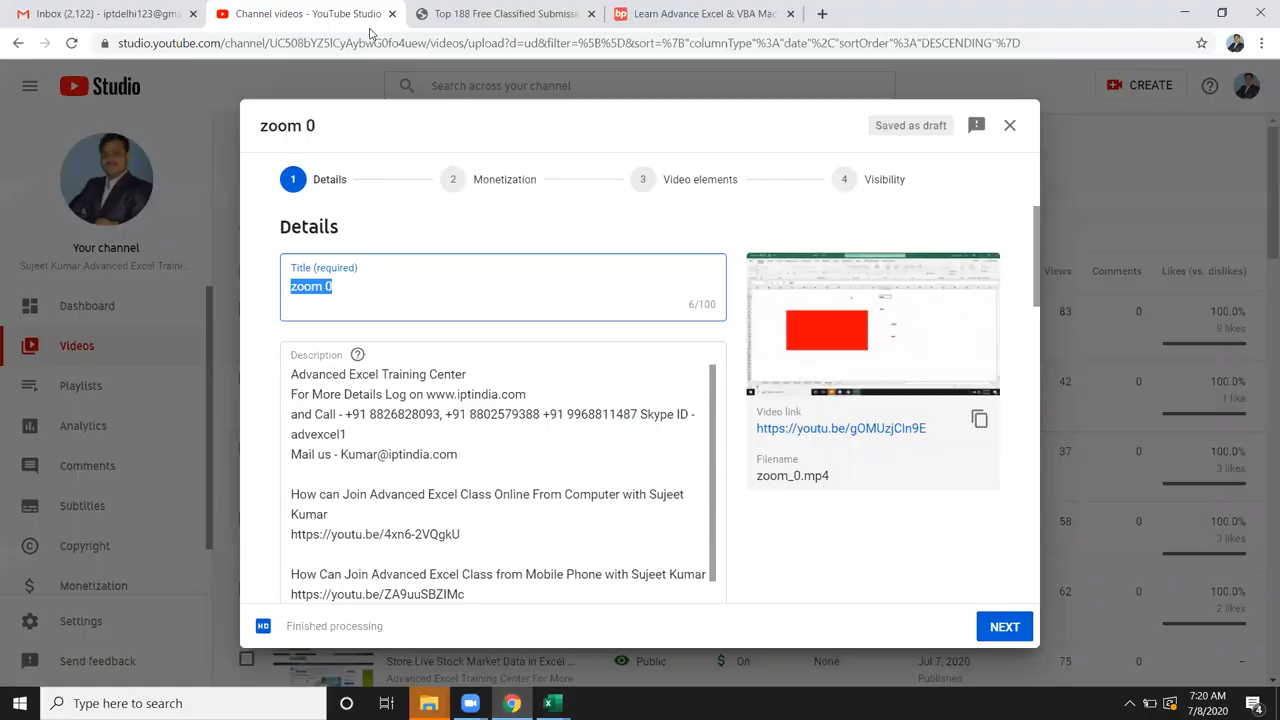 Inbox (2,122) - iptdelhi123@gm
Channel videos - YouTube Studio
Top 188 Free Classified Submiss
Learn Advance Excel & VBA Mac
studio.youtube.com/channel/UC508bYZ5lCyAybwG0fo4uew/videos/upload?d=ud&filter=%5B%5D&sort=%7B"columnType"%3A"date"%2C"sortOrder"%3A"DESCENDING"%7D
Studio
Search across your channel
CREATE
zoom 0
Saved as draft
1 Details
2 Monetization
3 Video elements
4 Visibility
Details
Title (required)
zoom 0
6/100
Description
Advanced Excel Training Center
For More Details Log on www.iptindia.com
and Call - +91 8826828093, +91 8802579388 +91 9968811487 Skype ID -
advexcel1
Mail us - Kumar@iptindia.com
How can Join Advanced Excel Class Online From Computer with Sujeet
Kumar
https://youtu.be/4xn6-2VQgkU
How Can Join Advanced Excel Class from Mobile Phone with Sujeet Kumar
https://youtu.be/ZA9uuSBZIMc
Video link
https://youtu.be/gOMUzjCln9E
Filename
zoom_0.mp4
HD
Finished processing
NEXT
Your channel
Sujeet Kumar Advanced Excel Traini...
Dashboard
Videos
Playlists
Analytics
Comments
Subtitles
Copyright
Monetization
Settings
Send feedback
Views Comments Likes (vs. dislikes)
83 0 100.0%
8 likes
42 0 100.0%
1 like
37 0 100.0%
3 likes
58 0 100.0%
3 likes
62 0 100.0%
2 likes
Store Live Stock Market Data in Excel ...
Public
On
None
Jul 7, 2020
75 0 –
Advanced Excel Training Center For More
Published
Type here to search
7:20 AM
7/8/2020
4